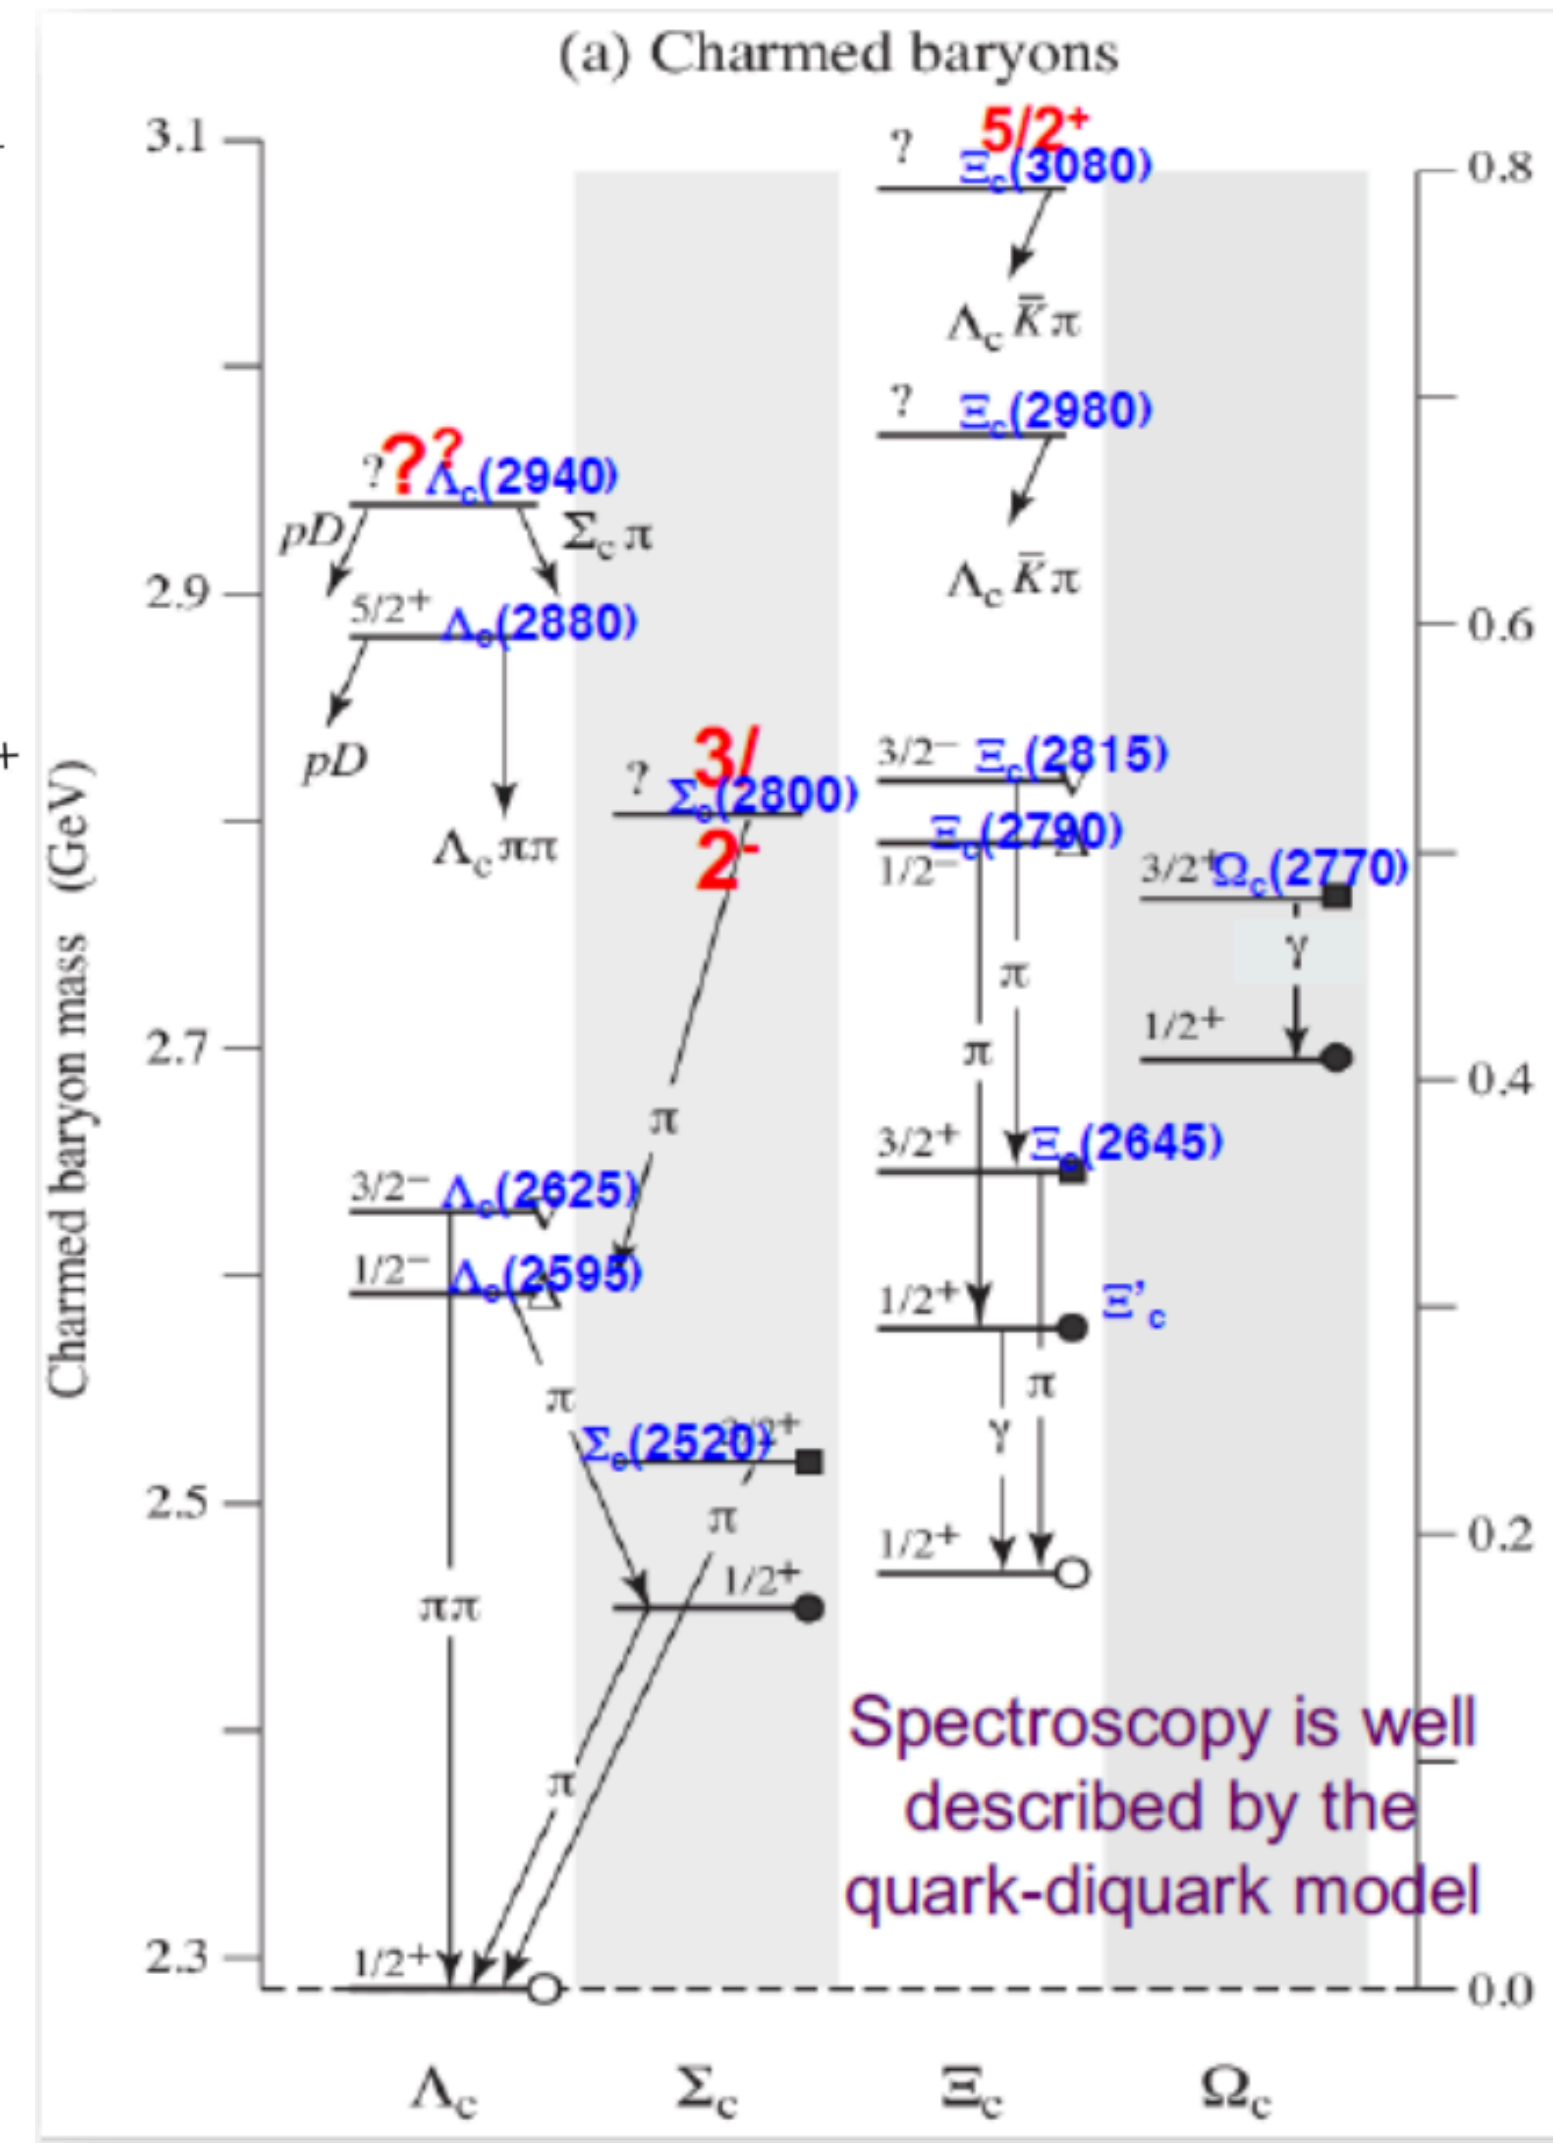 (a) Charmed baryons
3.1
2.9
2.7
2.5
2.3
Charmed baryon mass (GeV)
0.8
0.6
0.4
0.2
0.0
? 5/2⁺
Ξc(3080)
Λc K̅π
? Ξc(2980)
Λc K̅π
? ?? Λc(2940)
pD
Σc π
5/2⁺ Λc(2880)
pD
Λc ππ
? 3/
Σc(2800)
2⁻
π
3/2⁻ Ξc(2815)
Ξc(2790)
1/2⁻
π
π
3/2⁺ Ωc(2770)
γ
1/2⁺
3/2⁺ Ξc(2645)
3/2⁻ Λc(2625)
1/2⁻ Λc(2595)
1/2⁺ Ξ’c
π
γ
π
Σc(2520)
π
1/2⁺
1/2⁺
ππ
π
Spectroscopy is well
described by the
quark-diquark model
1/2⁺
Λc Σc Ξc Ωc
+